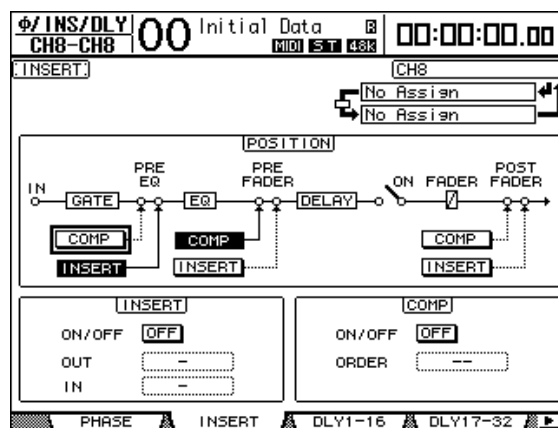 Φ/INS/DLY 00 Initial Data R 00:00:00.00
CH8-CH8 MIDI ST 48K
INSERT CH8
No Assign
No Assign
POSITION
PRE EQ PRE FADER POST FADER
IN GATE EQ DELAY ON FADER
COMP COMP COMP
INSERT INSERT INSERT
INSERT COMP
ON/OFF OFF ON/OFF OFF
OUT - ORDER --
IN -
PHASE INSERT DLY1-16 DLY17-32